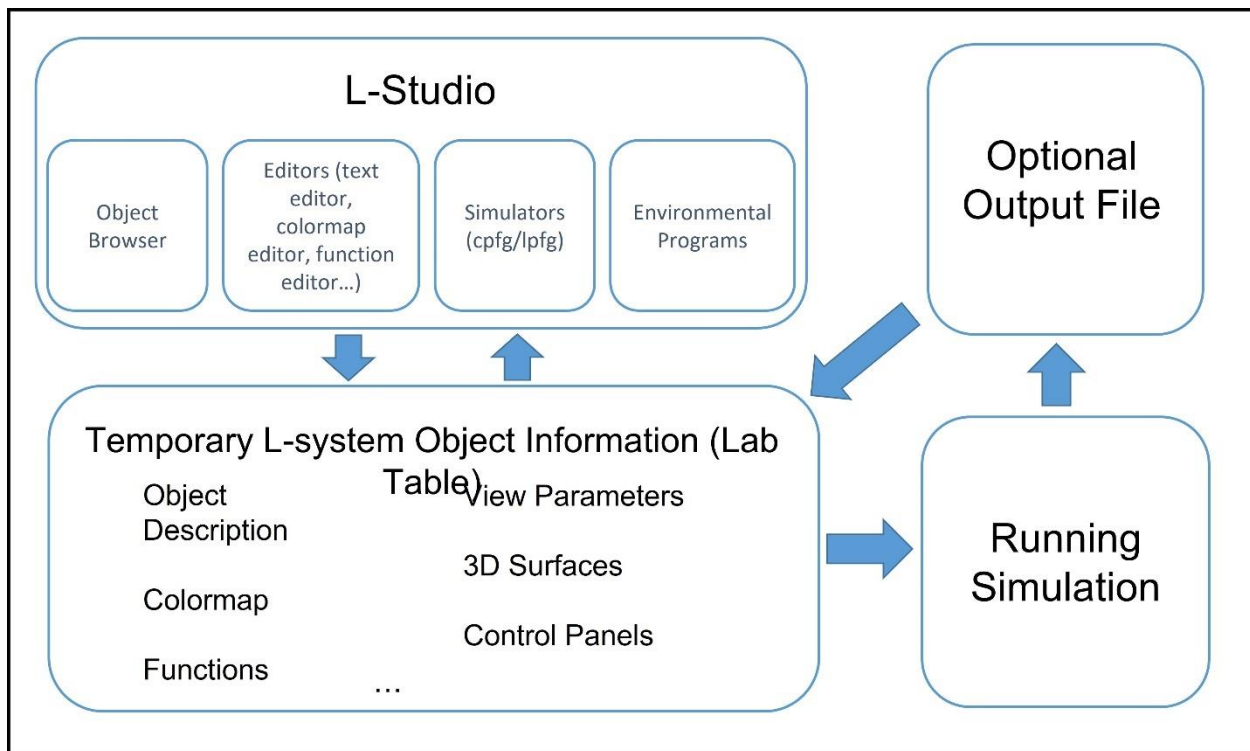 L-Studio
Object
Browser
Editors (text
editor,
colormap
editor, function
editor…)
Simulators
(cpfg/lpfg)
Environmental
Programs
Optional
Output File
Temporary L-system Object Information (Lab
Table)
Object
Description
Colormap
Functions
…
View Parameters
3D Surfaces
Control Panels
Running
Simulation